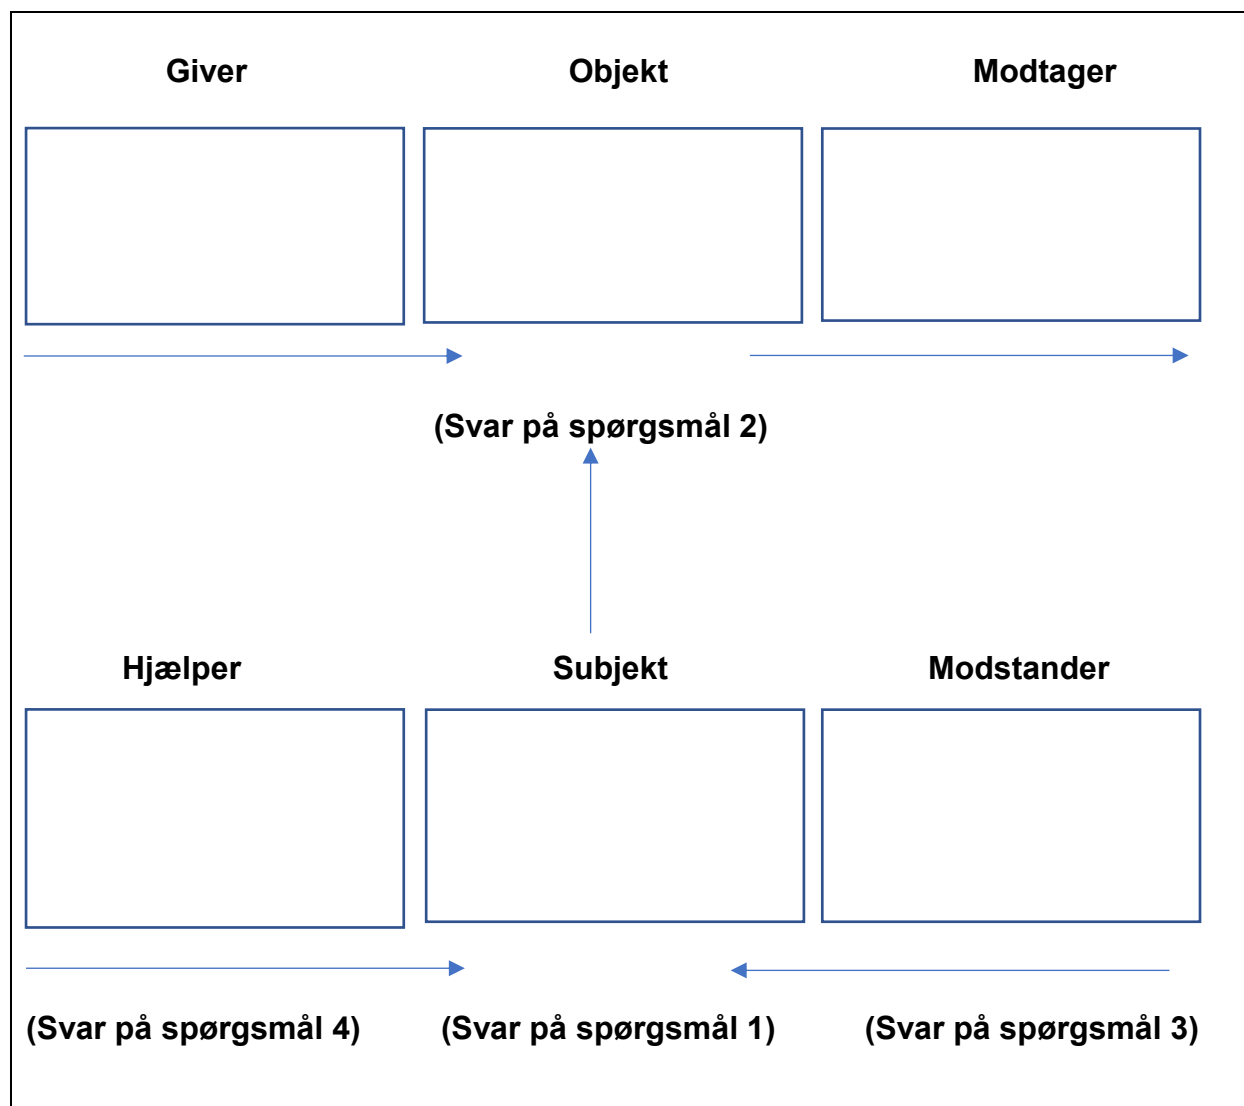 Giver Objekt Modtager
(Svar på spørgsmål 2)
Hjælper Subjekt Modstander
(Svar på spørgsmål 4) (Svar på spørgsmål 1) (Svar på spørgsmål 3)